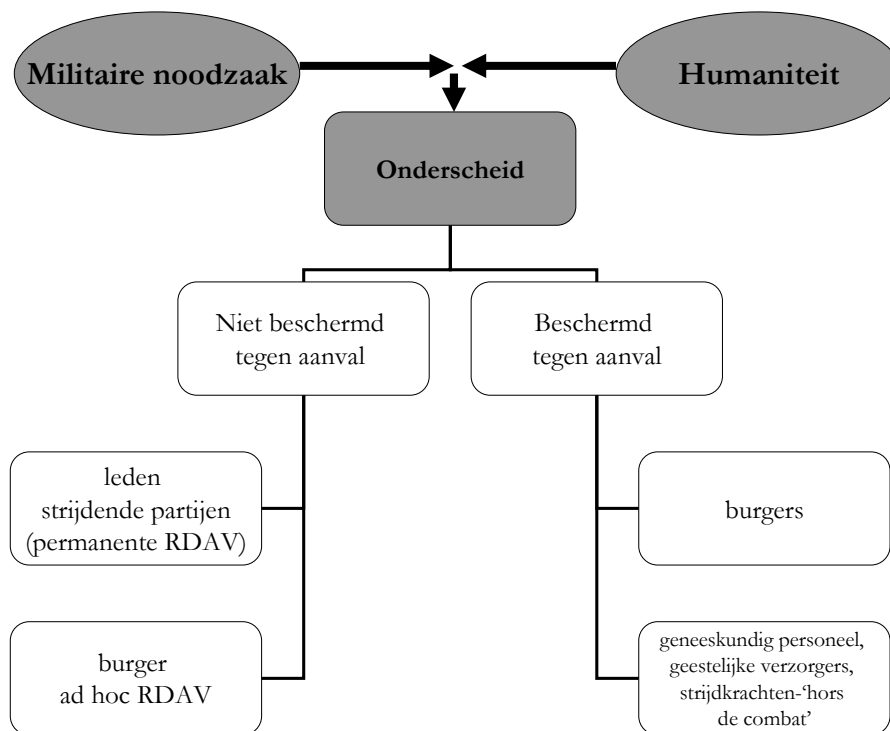 Militaire noodzaak
Humaniteit
Onderscheid
Niet beschermd
tegen aanval
Beschermd
tegen aanval
leden
strijdende partijen
(permanente RDAV)
burgers
burger
ad hoc RDAV
geneeskundig personeel,
geestelijke verzorgers,
strijdkrachten-‘hors
de combat’